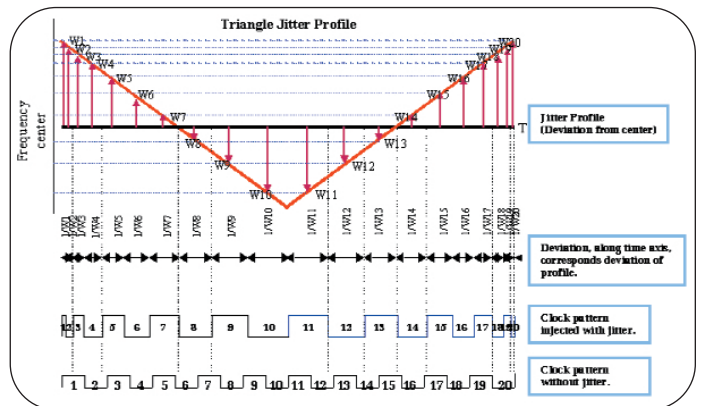 Triangle Jitter Profile
Frequency
center
W1
W2
W3
W4
W5
W6
W7
W8
W9
W10
W11
W12
W13
W14
W15
W16
W17
W18
W19
W20
T
Jitter Profile
(Deviation from center)
1/W1
1/W2
1/W3
1/W4
1/W5
1/W6
1/W7
1/W8
1/W9
1/W10
1/W11
1/W12
1/W13
1/W14
1/W15
1/W16
1/W17
1/W18
1/W19
1/W20
Deviation, along time axis,
corresponds deviation of
profile.
1 2 3 4 5 6 7 8 9 10 11 12 13 14 15 16 17 18 19 20
Clock pattern
injected with jitter.
1 2 3 4 5 6 7 8 9 10 11 12 13 14 15 16 17 18 19 20
Clock pattern
without jitter.